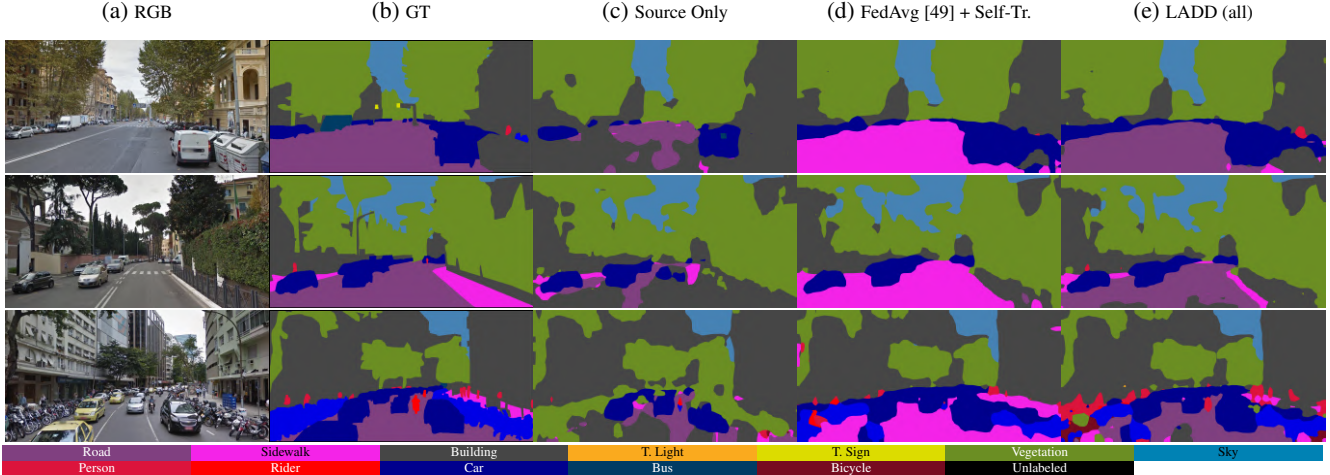 (a) RGB (b) GT (c) Source Only (d) FedAvg [49] + Self-Tr. (e) LADD (all)
Road Sidewalk Building T. Light T. Sign Vegetation Sky
Person Rider Car Bus Bicycle Unlabeled